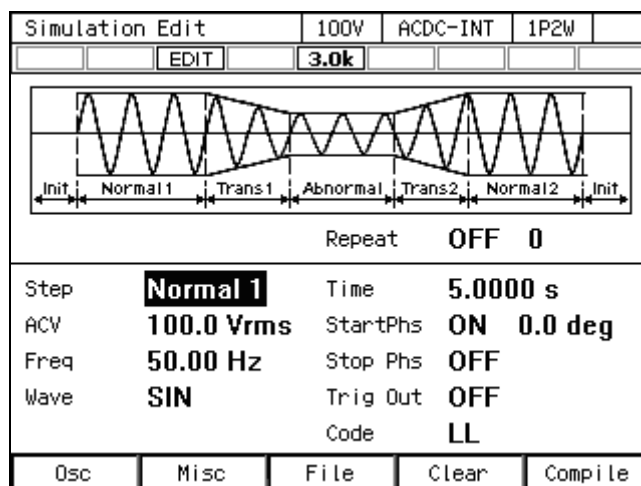 Simulation Edit 100V ACDC-INT 1P2W
EDIT 3.0k
Init Normal1 Trans1 Abnormal Trans2 Normal2 Init
Repeat OFF 0
Step Normal 1 Time 5.0000 s
ACV 100.0 Vrms StartPhs ON 0.0 deg
Freq 50.00 Hz Stop Phs OFF
Wave SIN Trig Out OFF
Code LL
Osc Misc File Clear Compile